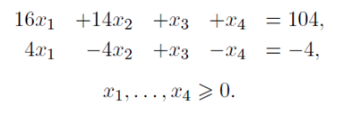 16x₁ +14x₂ +x₃ +x₄ = 104,
4x₁ −4x₂ +x₃ −x₄ = −4,
x₁, . . . , x₄ ⩾ 0.